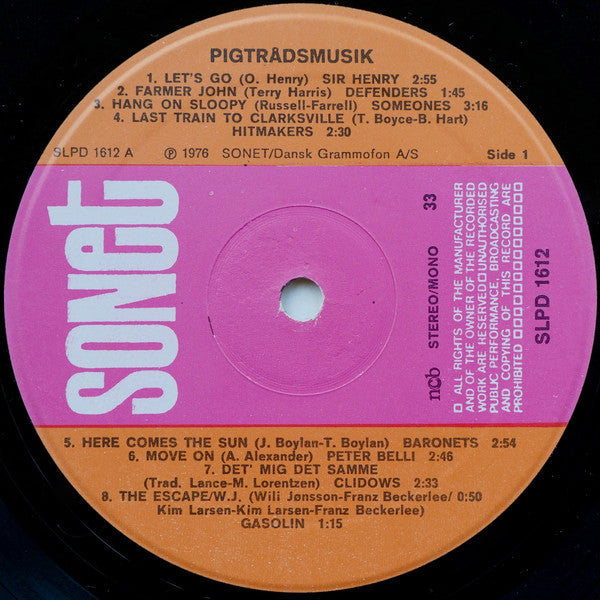 PIGTRÅDSMUSIK
1. LET'S GO (O. Henry) SIR HENRY 2:55
2. FARMER JOHN (Terry Harris) DEFENDERS 1:45
3. HANG ON SLOOPY (Russell-Farrell) SOMEONES 3:16
4. LAST TRAIN TO CLARKSVILLE (T. Boyce-B. Hart)
HITMAKERS 2:30
SLPD 1612 A ℗ 1976 SONET/Dansk Grammofon A/S Side 1
SONET
ncb STEREO/MONO 33
□ ALL RIGHTS OF THE MANUFACTURER
AND OF THE OWNER OF THE RECORDED
WORK ARE RESERVED □ UNAUTHORISED
PUBLIC PERFORMANCE, BROADCASTING
AND COPYING OF THIS RECORD ARE
PROHIBITED □□□□□□□□□□□
SLPD 1612
5. HERE COMES THE SUN (J. Boylan-T. Boylan) BARONETS 2:54
6. MOVE ON (A. Alexander) PETER BELLI 2:46
7. DET' MIG DET SAMME
(Trad. Lance-M. Lorentzen) CLIDOWS 2:33
8. THE ESCAPE/W.J. (Wili Jønsson-Franz Beckerlee/ 0:50
Kim Larsen-Kim Larsen-Franz Beckerlee)
GASOLIN 1:15